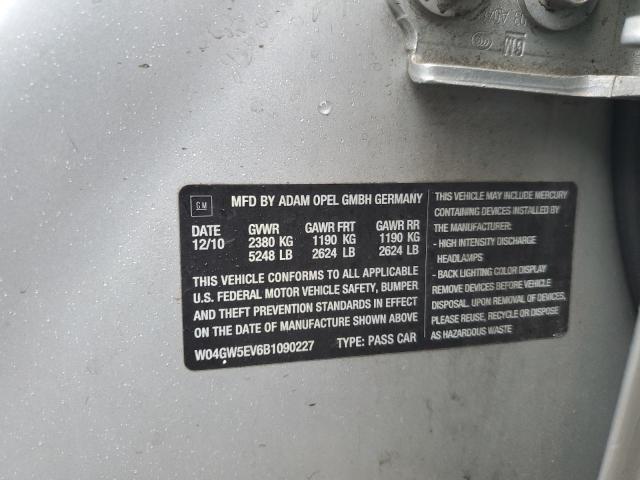 GM
GM
MFD BY ADAM OPEL GMBH GERMANY
DATE GVWR GAWR FRT GAWR RR
12/10 2380 KG 1190 KG 1190 KG
5248 LB 2624 LB 2624 LB
THIS VEHICLE CONFORMS TO ALL APPLICABLE
U.S. FEDERAL MOTOR VEHICLE SAFETY, BUMPER
AND THEFT PREVENTION STANDARDS IN EFFECT
ON THE DATE OF MANUFACTURE SHOWN ABOVE
W04GW5EV6B1090227 TYPE: PASS CAR
THIS VEHICLE MAY INCLUDE MERCURY
CONTAINING DEVICES INSTALLED BY
THE MANUFACTURER:
- HIGH INTENSITY DISCHARGE
HEADLAMPS
- BACK LIGHTING COLOR DISPLAY
REMOVE DEVICES BEFORE VEHICLE
DISPOSAL. UPON REMOVAL OF DEVICES,
PLEASE REUSE, RECYCLE OR DISPOSE
AS HAZARDOUS WASTE